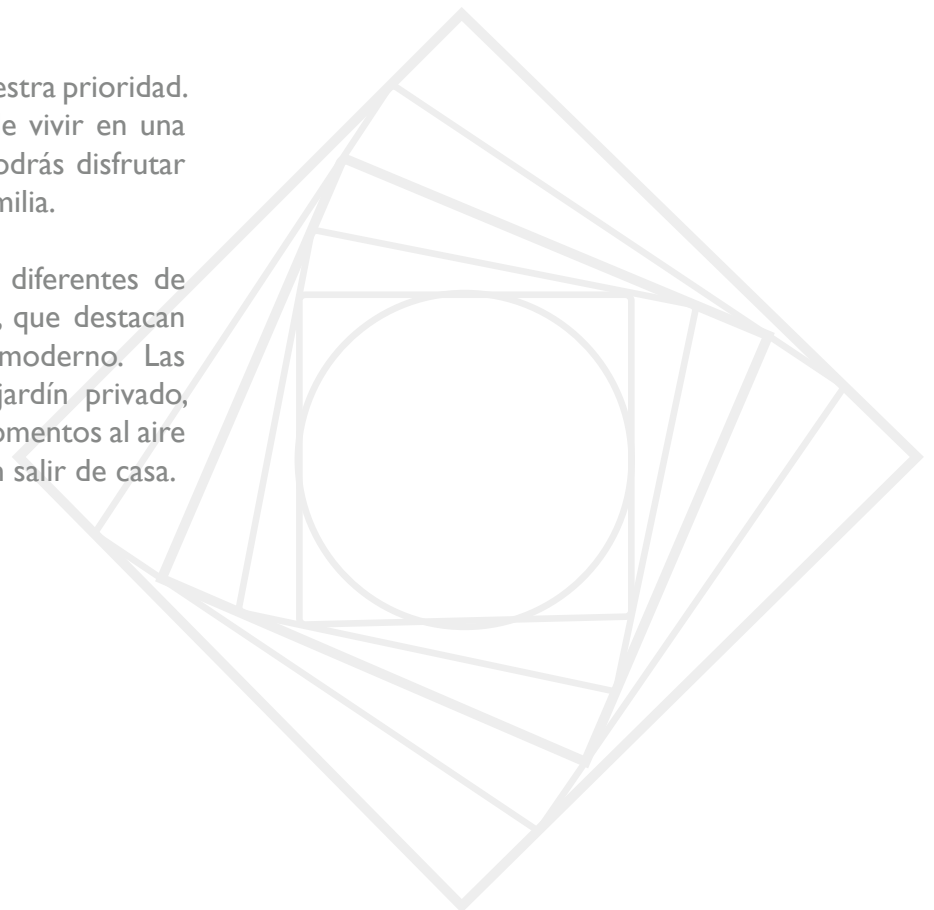 estra prioridad.
e vivir en una
odrás disfrutar
milia.
diferentes de
, que destacan
moderno. Las
jardín privado,
omentos al aire
n salir de casa.